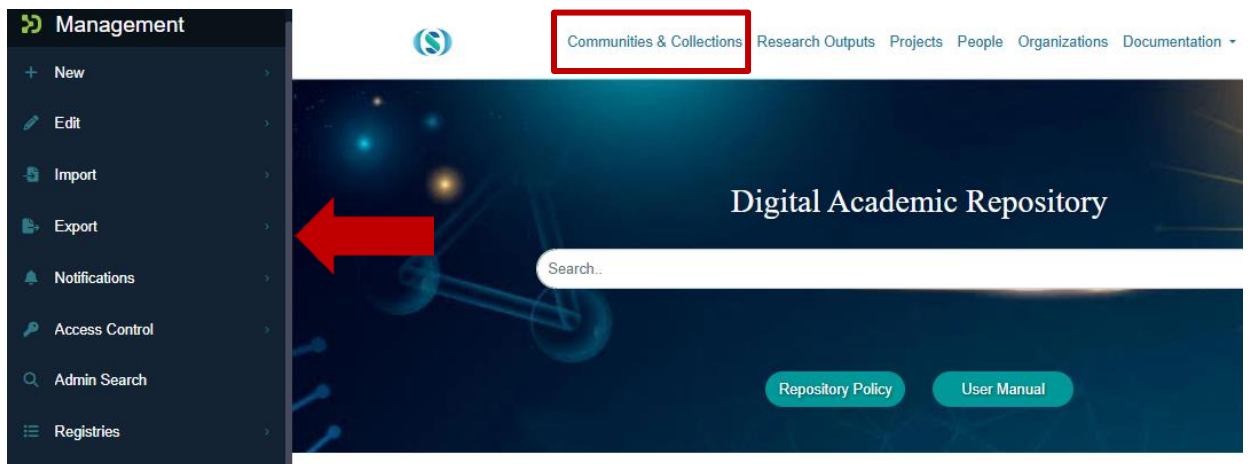 Management
New
Edit
Import
Export
Notifications
Access Control
Admin Search
Registries
Communities & Collections Research Outputs Projects People Organizations Documentation
Digital Academic Repository
Search..
Repository Policy User Manual